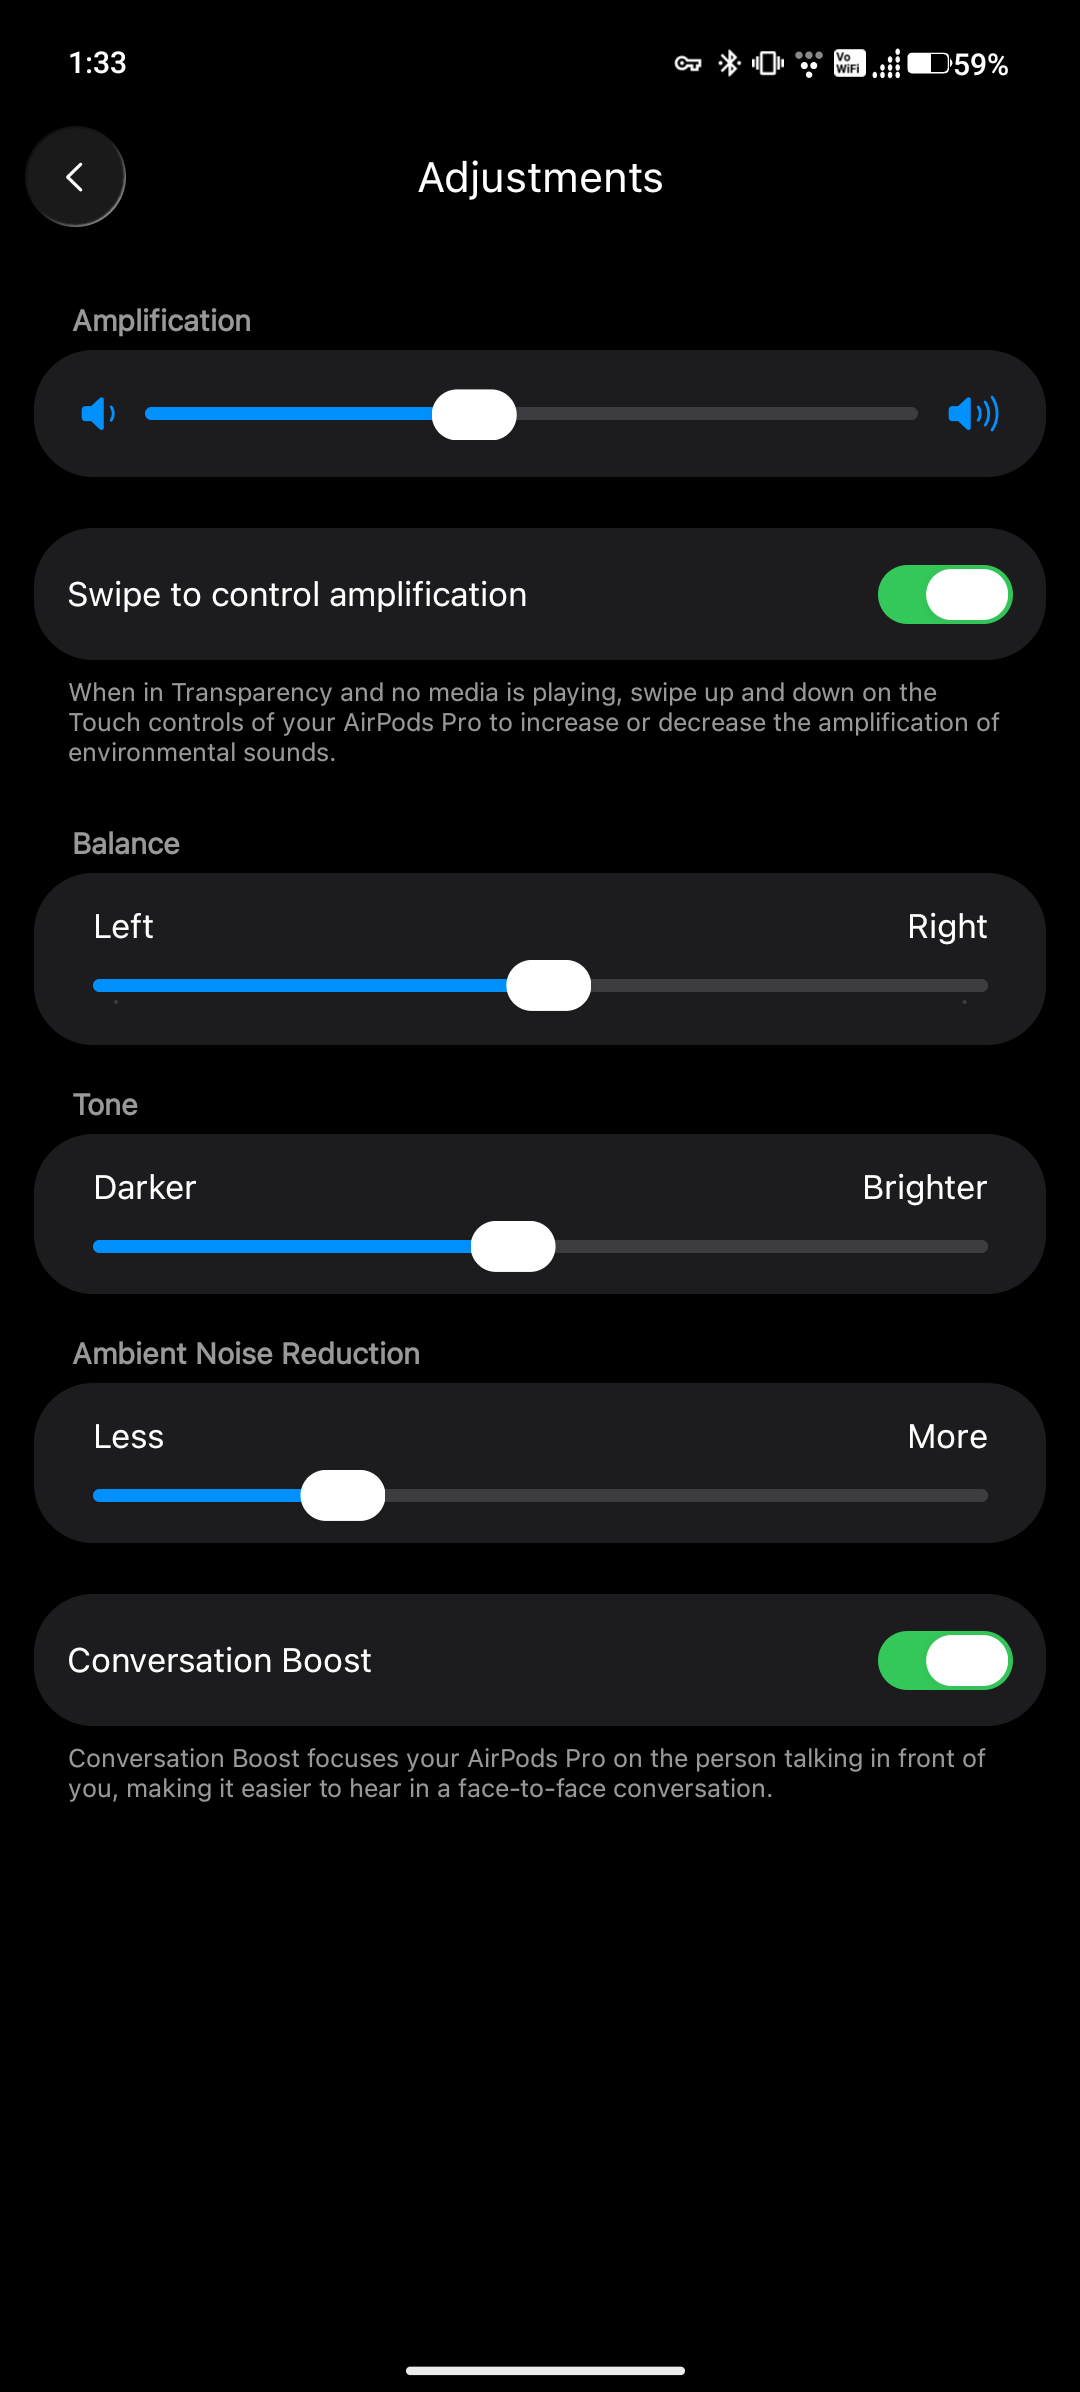 1:33
Vo
WiFi
59%
Adjustments
Amplification
Swipe to control amplification
When in Transparency and no media is playing, swipe up and down on the
Touch controls of your AirPods Pro to increase or decrease the amplification of
environmental sounds.
Balance
Left Right
Tone
Darker Brighter
Ambient Noise Reduction
Less More
Conversation Boost
Conversation Boost focuses your AirPods Pro on the person talking in front of
you, making it easier to hear in a face-to-face conversation.